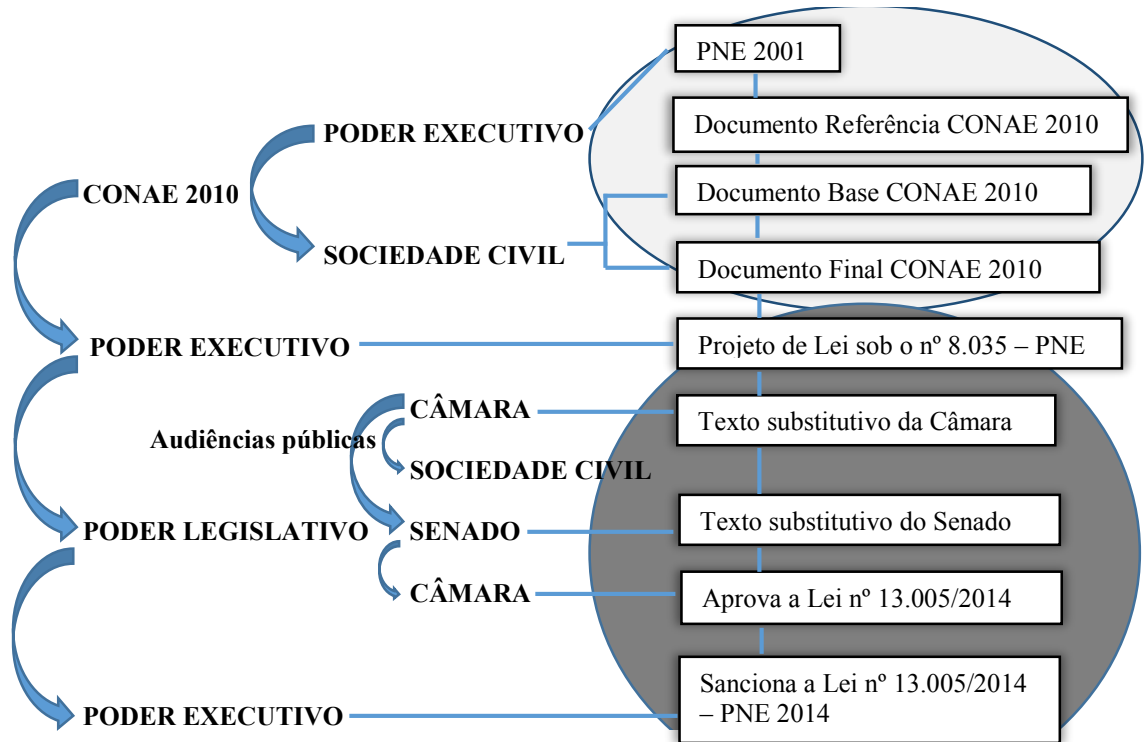 PNE 2001
PODER EXECUTIVO
Documento Referência CONAE 2010
CONAE 2010
Documento Base CONAE 2010
SOCIEDADE CIVIL
Documento Final CONAE 2010
PODER EXECUTIVO
Projeto de Lei sob o nº 8.035 – PNE
CÂMARA
Texto substitutivo da Câmara
Audiências públicas
SOCIEDADE CIVIL
PODER LEGISLATIVO
SENADO
Texto substitutivo do Senado
CÂMARA
Aprova a Lei nº 13.005/2014
PODER EXECUTIVO
Sanciona a Lei nº 13.005/2014
– PNE 2014